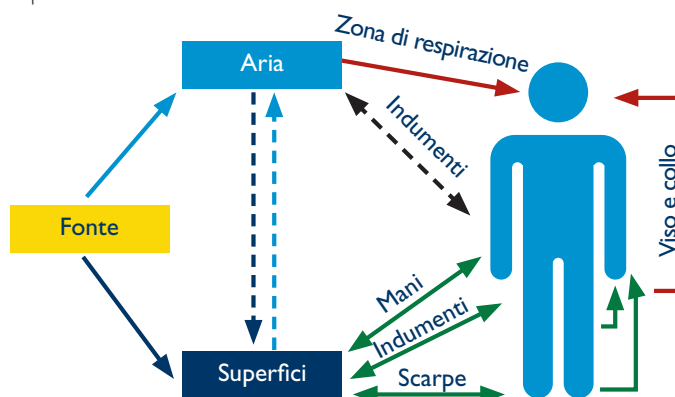 Zona di respirazione
Aria
Indumenti
Viso e collo
Fonte
Mani
Indumenti
Superfici
Scarpe